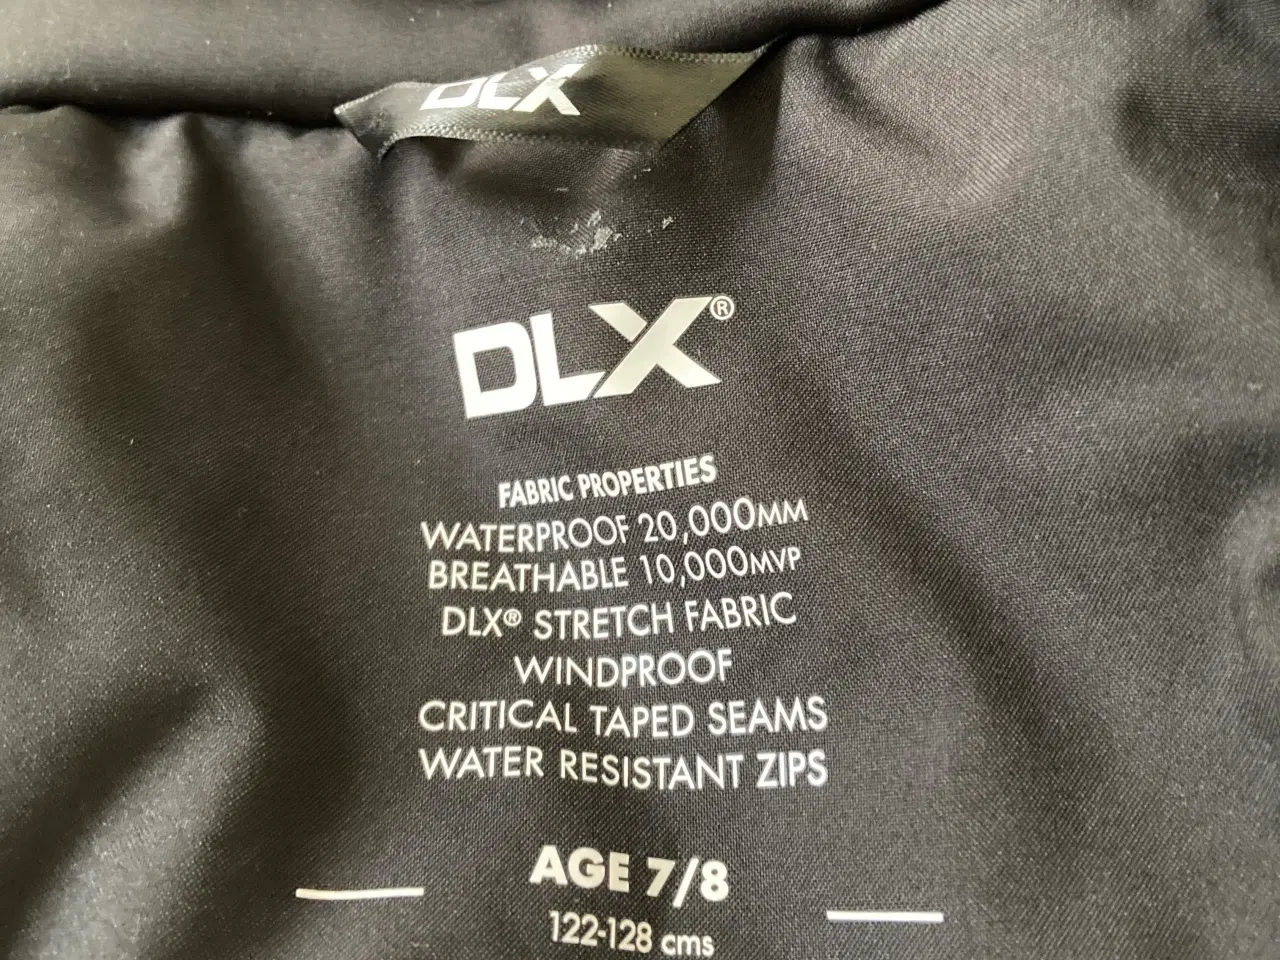 DLX
DLX®
FABRIC PROPERTIES
WATERPROOF 20,000MM
BREATHABLE 10,000MVP
DLX® STRETCH FABRIC
WINDPROOF
CRITICAL TAPED SEAMS
WATER RESISTANT ZIPS
AGE 7/8
122-128 cms